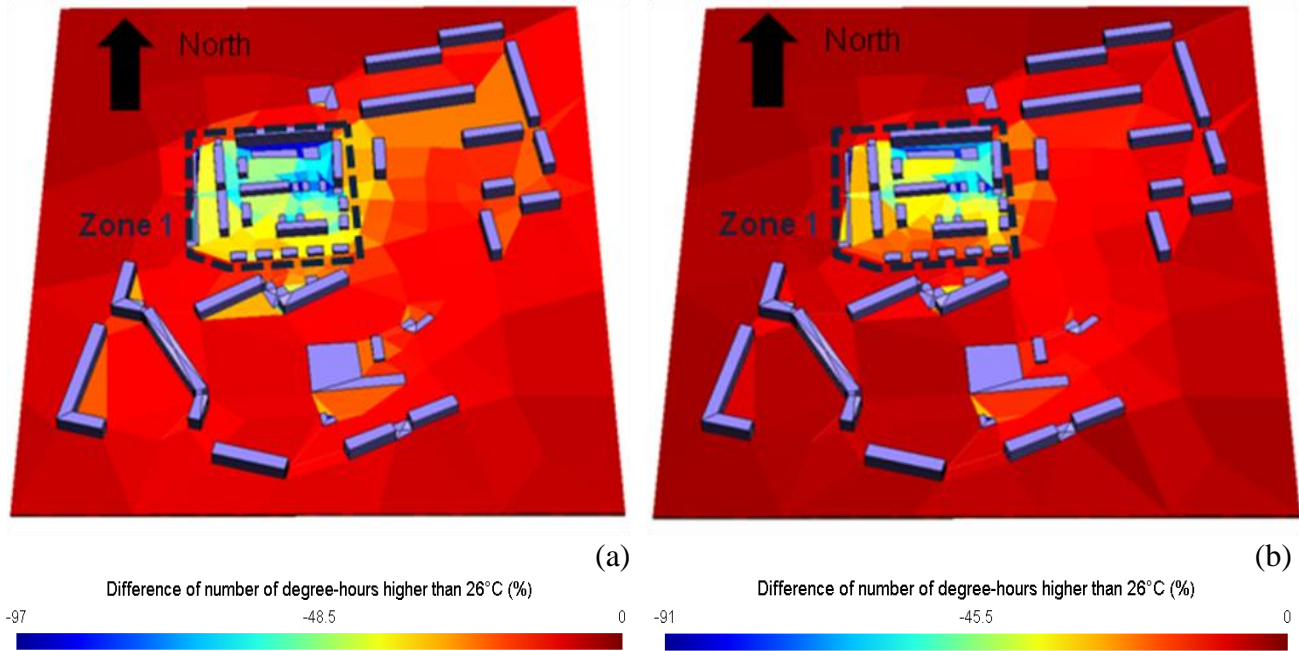 North
Zone 1
(a)
Difference of number of degree-hours higher than 26°C (%)
-97 -48.5 0
North
Zone 1
(b)
Difference of number of degree-hours higher than 26°C (%)
-91 -45.5 0